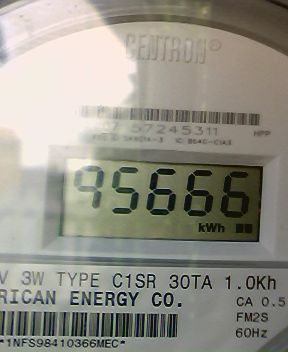 CENTRON®
57245311 HPP
95666
kWh
V 3W TYPE C1SR 30TA 1.0Kh
RICAN ENERGY CO. CA 0.5
FM2S
*1NFS98410366MEC* 60Hz